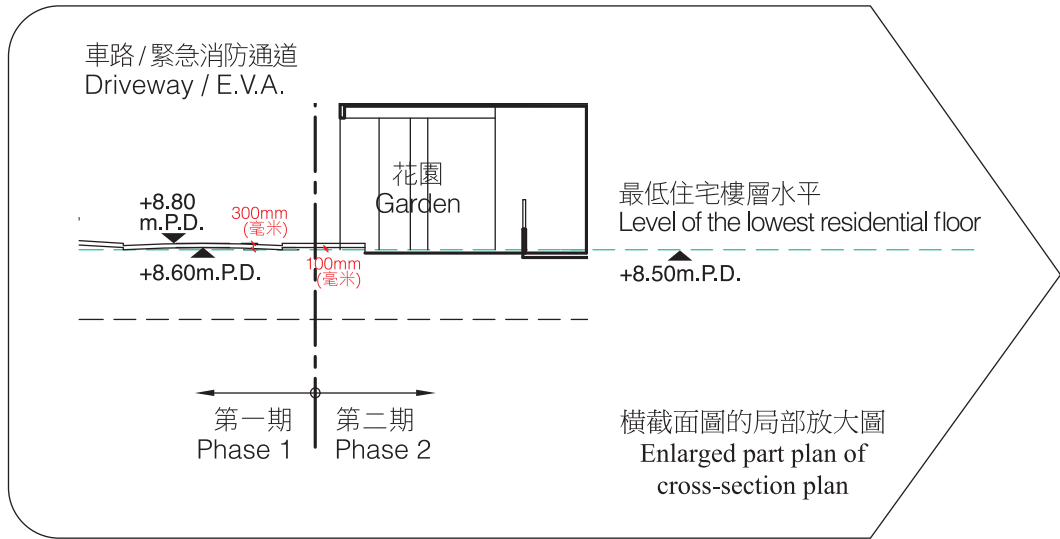 車路 / 緊急消防通道
Driveway / E.V.A.
花園
Garden
+8.80
m.P.D.
300mm
(毫米)
+8.60m.P.D.
100mm
(毫米)
最低住宅樓層水平
Level of the lowest residential floor
+8.50m.P.D.
第一期
Phase 1
第二期
Phase 2
橫截面圖的局部放大圖
Enlarged part plan of
cross-section plan